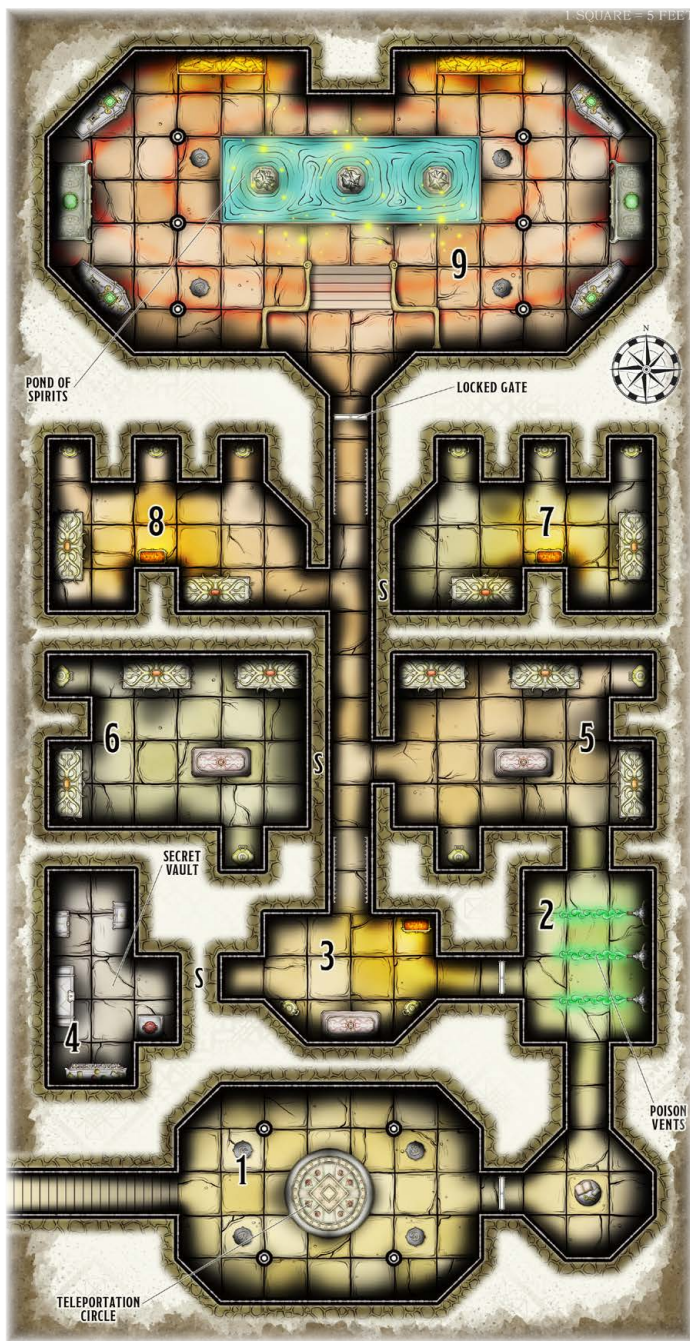 1 SQUARE = 5 FEET
9
POND OF
SPIRITS
N
LOCKED GATE
8
7
S
6
S
5
SECRET
VAULT
2
3
S
4
POISON
VENTS
1
TELEPORTATION
CIRCLE